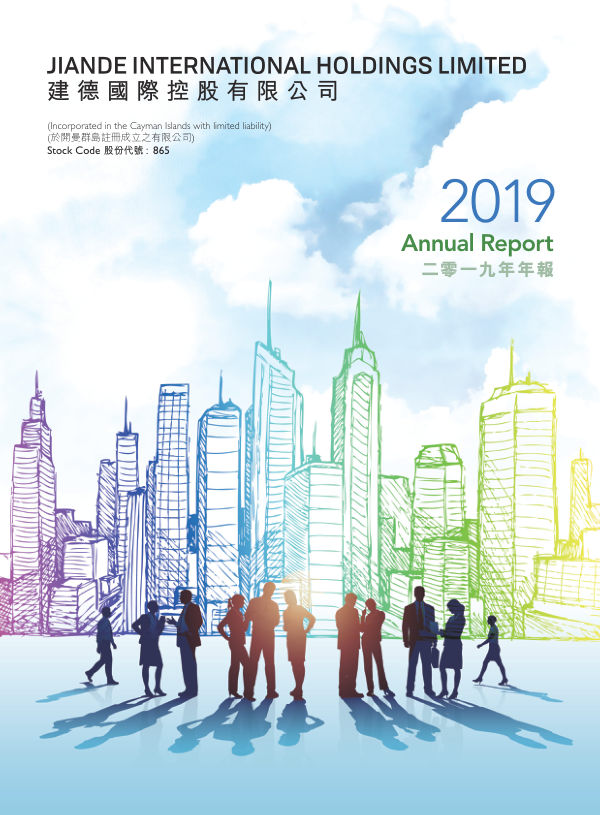 JIANDE INTERNATIONAL HOLDINGS LIMITED
建德國際控股有限公司
(Incorporated in the Cayman Islands with limited liability)
(於開曼群島註冊成立之有限公司)
Stock Code 股份代號 : 865
2019
Annual Report
二零一九年年報